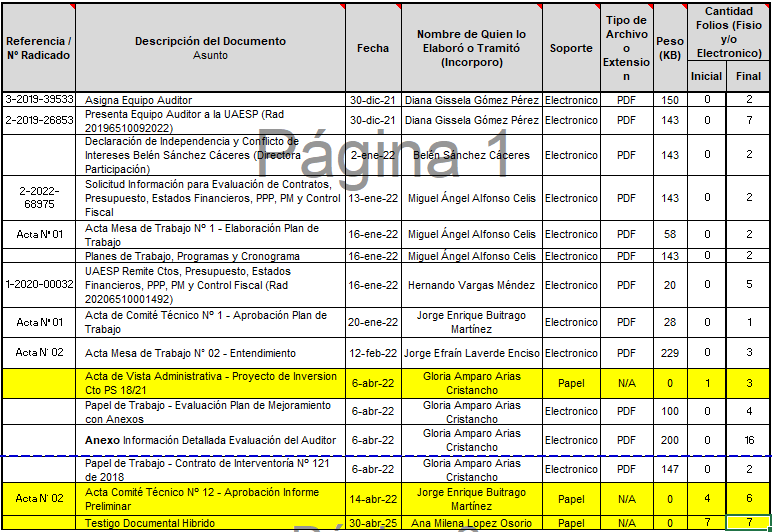 Referencia / Nº Radicado | Descripción del Documento Asunto | Fecha | Nombre de Quien lo Elaboró o Tramitó (Incorporo) | Soporte | Tipo de Archivo o Extension | Peso (KB) | Cantidad Folios (Fisio y/o Electronico) Inicial | Final
3-2019-39533 | Asigna Equipo Auditor | 30-dic-21 | Diana Gissela Gómez Pérez | Electronico | PDF | 150 | 0 | 2
2-2019-26853 | Presenta Equipo Auditor a la UAESP (Rad 20196510092022) | 30-dic-21 | Diana Gissela Gómez Pérez | Electronico | PDF | 143 | 0 | 7
Declaración de Independencia y Conflicto de Intereses Belén Sánchez Cáceres (Directora Participación) | 2-ene-22 | Belén Sánchez Cáceres | Electronico | PDF | 143 | 0 | 2
2-2022-68975 | Solicitud Información para Evaluación de Contratos, Presupuesto, Estados Financieros, PPP, PM y Control Fiscal | 13-ene-22 | Miguel Ángel Alfonso Celis | Electronico | PDF | 143 | 0 | 2
Acta Nº 01 | Acta Mesa de Trabajo Nº 1 - Elaboración Plan de Trabajo | 16-ene-22 | Miguel Ángel Alfonso Celis | Electronico | PDF | 58 | 0 | 2
Planes de Trabajo, Programas y Cronograma | 16-ene-22 | Miguel Ángel Alfonso Celis | Electronico | PDF | 143 | 0 | 2
1-2020-00032 | UAESP Remite Ctos, Presupuesto, Estados Financieros, PPP, PM y Control Fiscal (Rad 20206510001492) | 16-ene-22 | Hernando Vargas Méndez | Electronico | PDF | 20 | 0 | 5
Acta Nº 01 | Acta de Comité Técnico Nº 1 - Aprobación Plan de Trabajo | 20-ene-22 | Jorge Enrique Buitrago Martínez | Electronico | PDF | 28 | 0 | 1
Acta N° 02 | Acta Mesa de Trabajo N° 02 - Entendimiento | 12-feb-22 | Jorge Efraín Laverde Enciso | Electronico | PDF | 229 | 0 | 3
Acta de Vista Administrativa - Proyecto de Inversion Cto PS 18/21 | 6-abr-22 | Gloria Amparo Arias Cristancho | Papel | N/A | 0 | 1 | 3
Papel de Trabajo - Evaluación Plan de Mejoramiento con Anexos | 6-abr-22 | Gloria Amparo Arias Cristancho | Electronico | PDF | 100 | 0 | 4
Anexo Información Detallada Evaluación del Auditor | 6-abr-22 | Gloria Amparo Arias Cristancho | Electronico | PDF | 200 | 0 | 16
Papel de Trabajo - Contrato de Interventoría Nº 121 de 2018 | 6-abr-22 | Gloria Amparo Arias Cristancho | Electronico | PDF | 147 | 0 | 2
Acta N° 02 | Acta Comité Técnico Nº 12 - Aprobación Informe Preliminar | 14-abr-22 | Jorge Enrique Buitrago Martínez | Papel | N/A | 0 | 4 | 6
Testigo Documental Hibrido | 30-abr-25 | Ana Milena Lopez Osorio | Papel | N/A | 0 | 7 | 7
Página 1